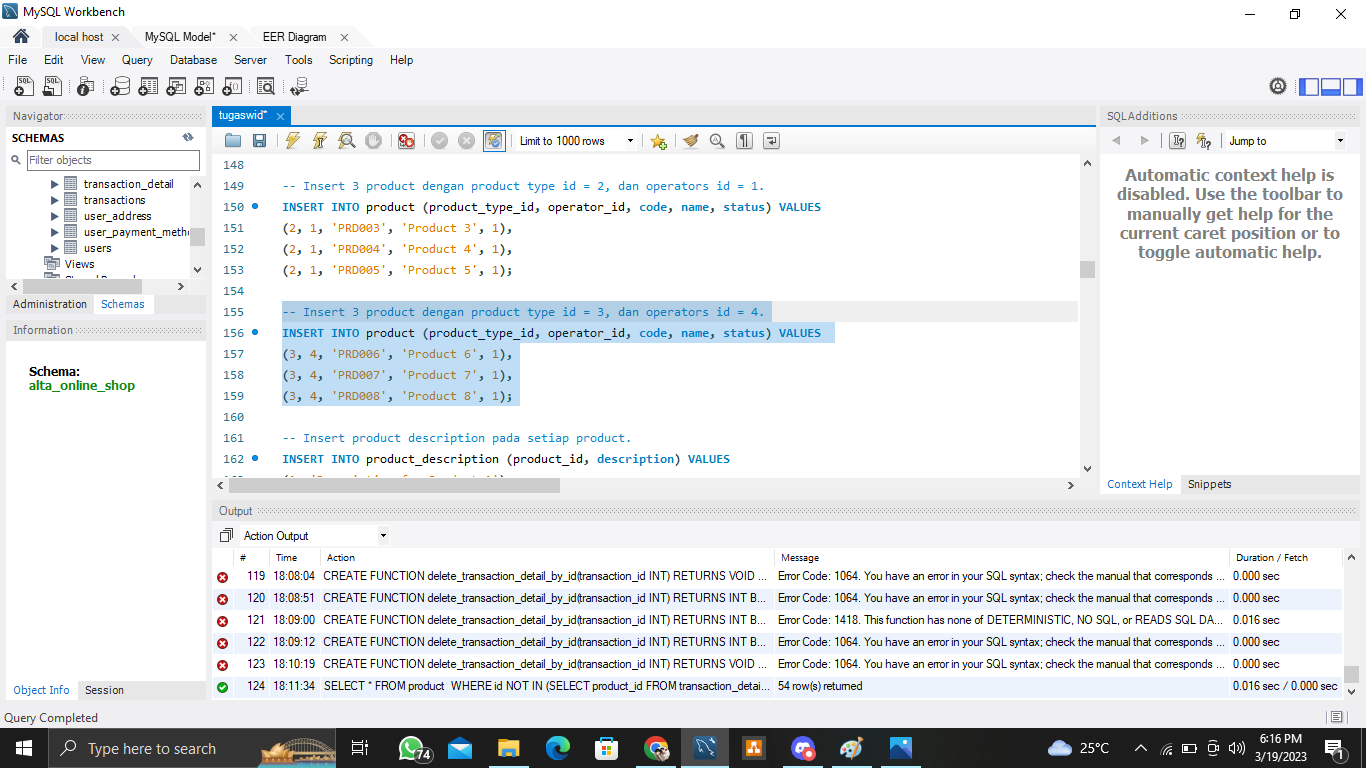 MySQL Workbench
local host
MySQL Model*
EER Diagram
File Edit View Query Database Server Tools Scripting Help
Navigator
SCHEMAS
Filter objects
transaction_detail
transactions
user_address
user_payment_meth
users
Views
Administration Schemas
Information
Schema:
alta_online_shop
Object Info Session
tugaswid*
Limit to 1000 rows
148
149 -- Insert 3 product dengan product type id = 2, dan operators id = 1.
150 INSERT INTO product (product_type_id, operator_id, code, name, status) VALUES
151 (2, 1, 'PRD003', 'Product 3', 1),
152 (2, 1, 'PRD004', 'Product 4', 1),
153 (2, 1, 'PRD005', 'Product 5', 1);
154
155 -- Insert 3 product dengan product type id = 3, dan operators id = 4.
156 INSERT INTO product (product_type_id, operator_id, code, name, status) VALUES
157 (3, 4, 'PRD006', 'Product 6', 1),
158 (3, 4, 'PRD007', 'Product 7', 1),
159 (3, 4, 'PRD008', 'Product 8', 1);
160
161 -- Insert product description pada setiap product.
162 INSERT INTO product_description (product_id, description) VALUES
SQLAdditions
Jump to
Automatic context help is
disabled. Use the toolbar to
manually get help for the
current caret position or to
toggle automatic help.
Context Help Snippets
Output
Action Output
# Time Action Message Duration / Fetch
119 18:08:04 CREATE FUNCTION delete_transaction_detail_by_id(transaction_id INT) RETURNS VOID ... Error Code: 1064. You have an error in your SQL syntax; check the manual that corresponds ... 0.000 sec
120 18:08:51 CREATE FUNCTION delete_transaction_detail_by_id(transaction_id INT) RETURNS INT B... Error Code: 1064. You have an error in your SQL syntax; check the manual that corresponds ... 0.000 sec
121 18:09:00 CREATE FUNCTION delete_transaction_detail_by_id(transaction_id INT) RETURNS INT B... Error Code: 1418. This function has none of DETERMINISTIC, NO SQL, or READS SQL DA... 0.016 sec
122 18:09:12 CREATE FUNCTION delete_transaction_detail_by_id(transaction_id INT) RETURNS INT B... Error Code: 1064. You have an error in your SQL syntax; check the manual that corresponds ... 0.000 sec
123 18:10:19 CREATE FUNCTION delete_transaction_detail_by_id(transaction_id INT) RETURNS VOID ... Error Code: 1064. You have an error in your SQL syntax; check the manual that corresponds ... 0.000 sec
124 18:11:34 SELECT * FROM product WHERE id NOT IN (SELECT product_id FROM transaction_detai... 54 row(s) returned 0.016 sec / 0.000 sec
Query Completed
Type here to search
74
25°C
6:16 PM
3/19/2023
1